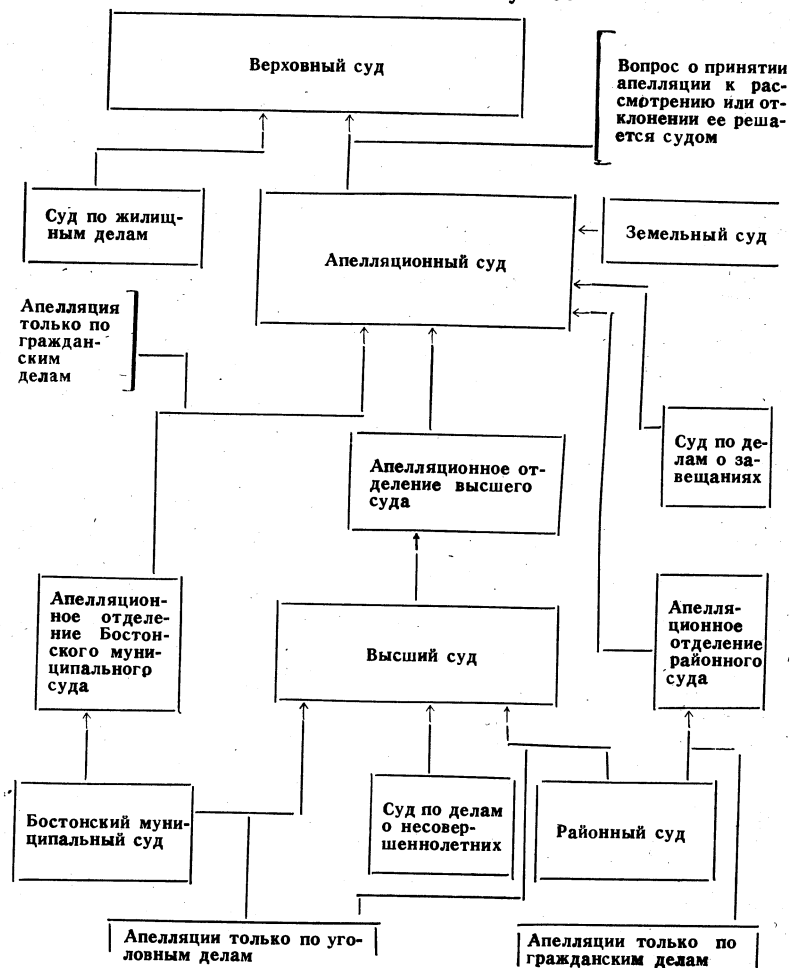 Верховный суд
Вопрос о принятии
апелляции к рас-
смотрению или от-
клонении ее реша-
ется судом
Суд по жилищ-
ным делам
Апелляционный суд
Земельный суд
Апелляция
только по
граждан-
ским
делам
Апелляционное от-
деление высшего
суда
Суд по де-
лам о за-
вещаниях
Апелляцион-
ное отделе-
ние Бостон-
ского муни-
ципального
суда
Высший суд
Апелля-
ционное
отделение
районного
суда
Бостонский муни-
ципальный суд
Суд по делам
о несовер-
шеннолетних
Районный суд
Апелляции только по уго-
ловным делам
Апелляции только по
гражданским делам